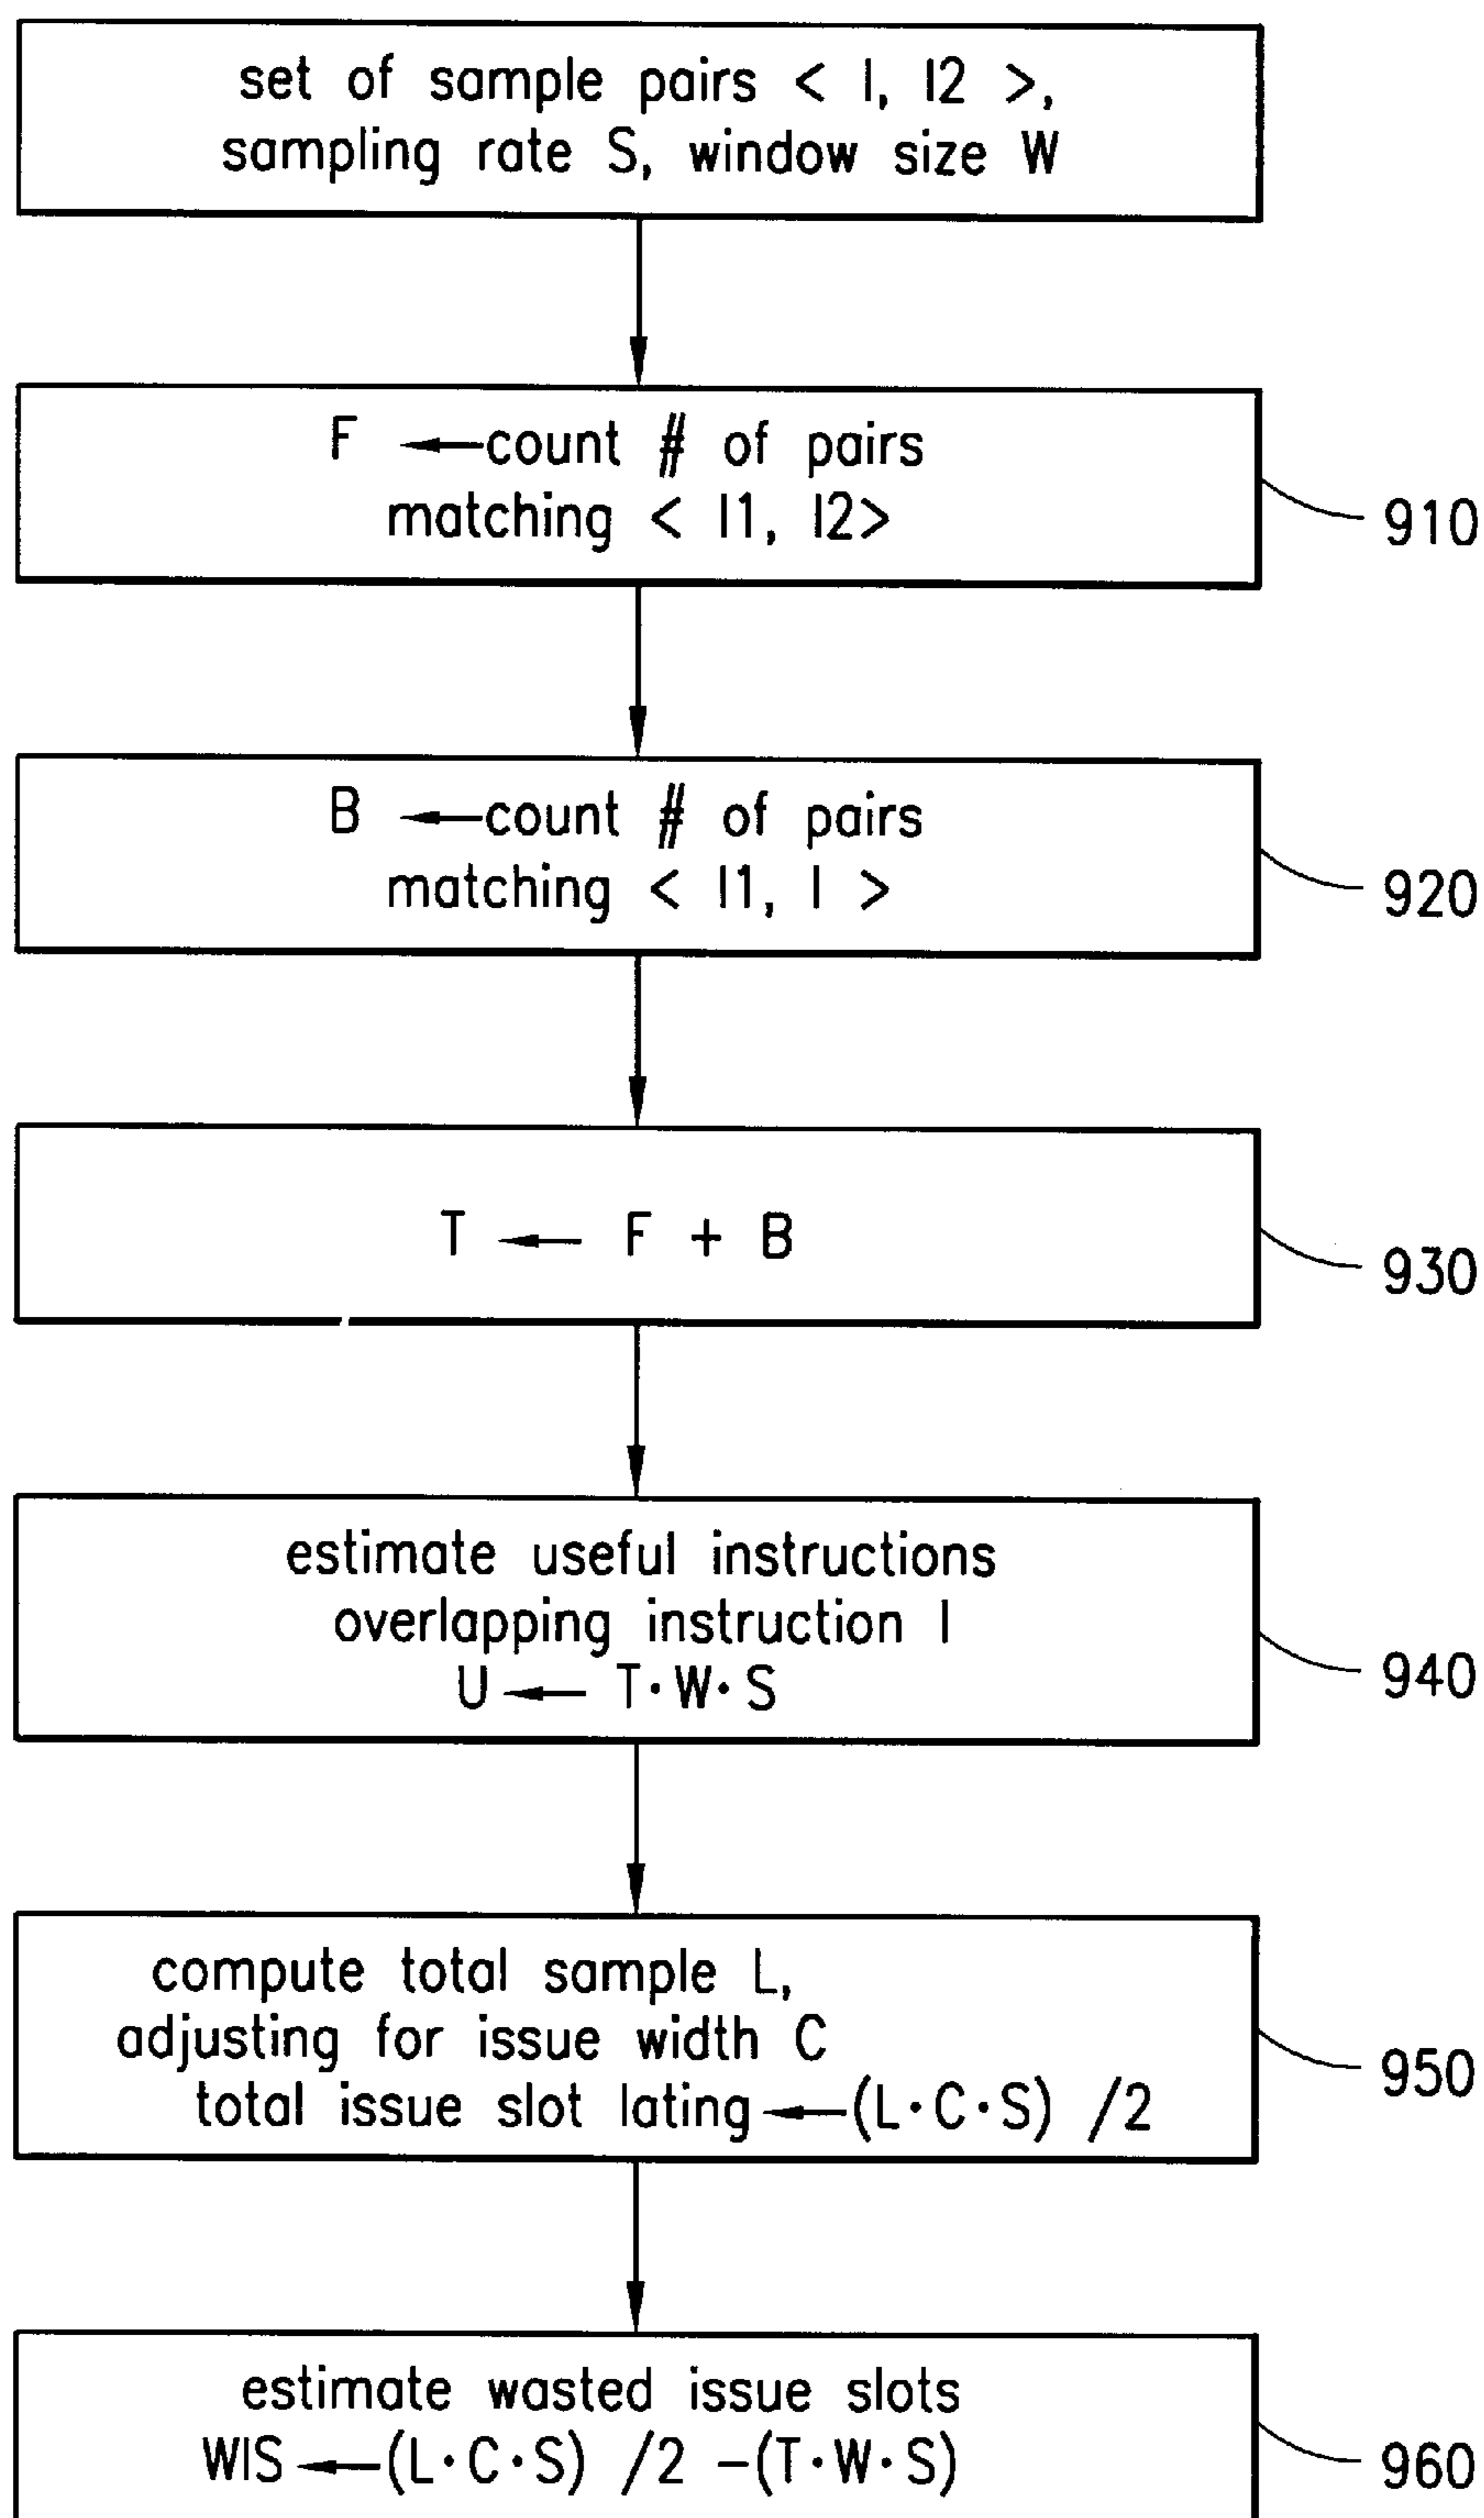 set of sample pairs < I, I2 >,
sampling rate S, window size W
F ←count # of pairs
matching < I1, I2>
910
B ←count # of pairs
matching < I1, I >
920
T ← F + B
930
estimate useful instructions
overlapping instruction I
U ← T·W·S
940
compute total sample L,
adjusting for issue width C
total issue slot lating←(L·C·S) /2
950
estimate wasted issue slots
WIS ←(L·C·S) /2 −(T·W·S)
960